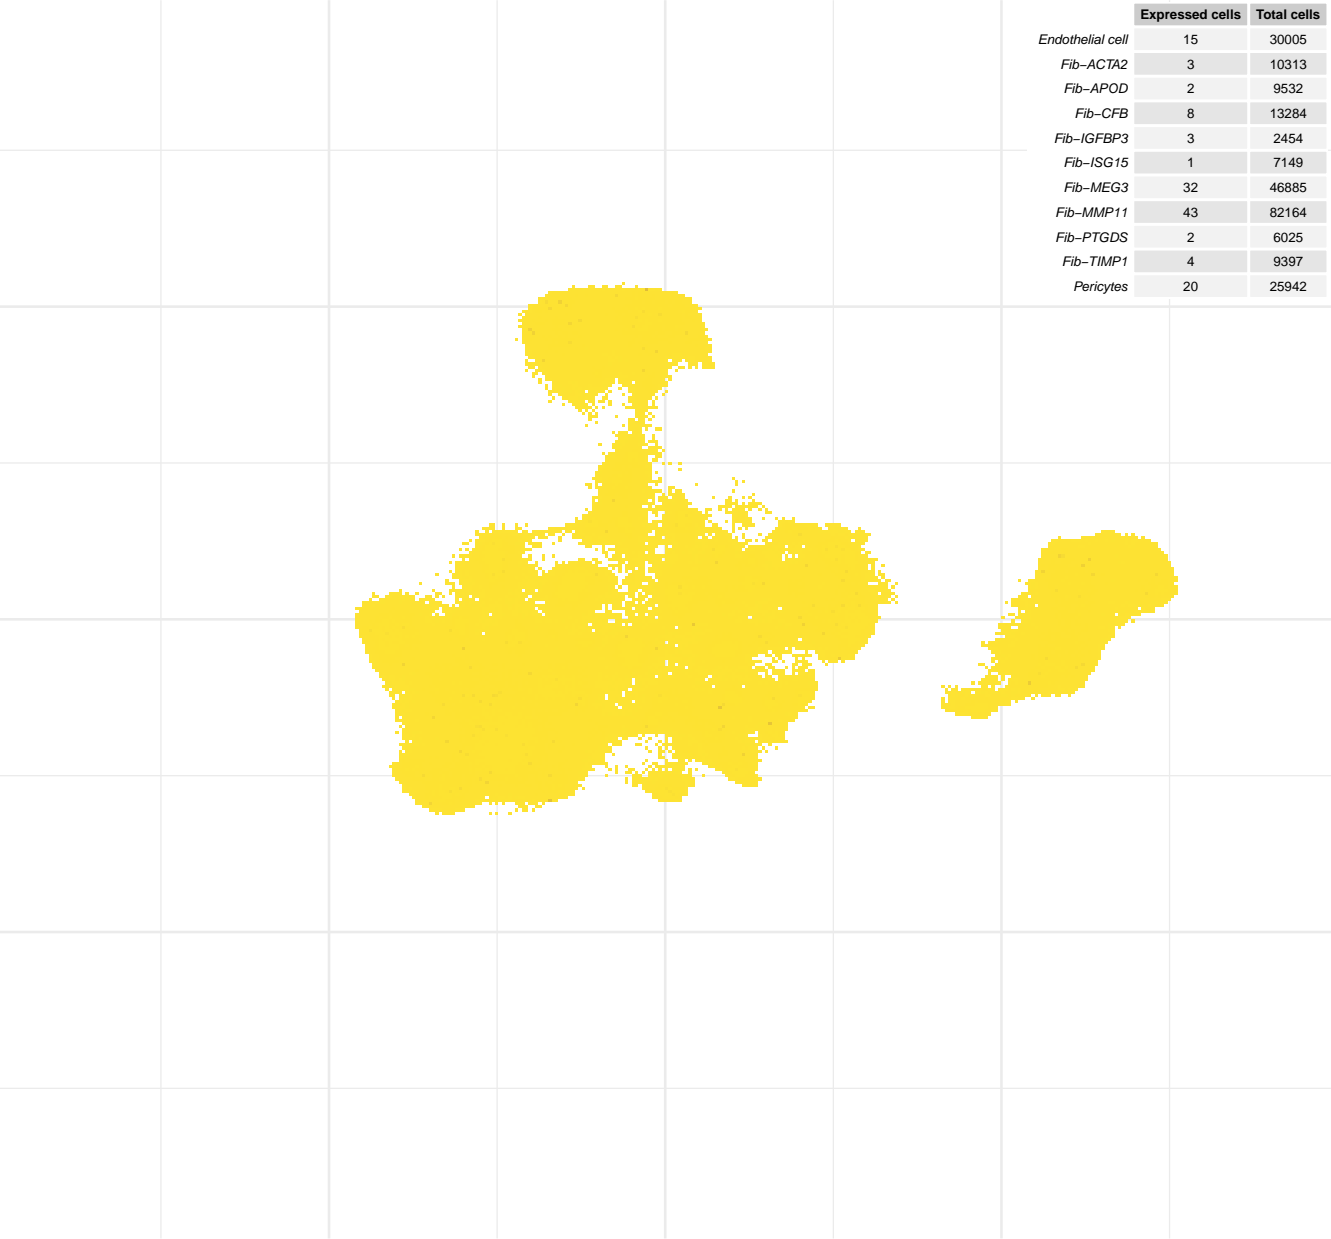 Expressed cells Total cells
Endothelial cell 15 30005
Fib−ACTA2 3 10313
Fib−APOD 2 9532
Fib−CFB 8 13284
Fib−IGFBP3 3 2454
Fib−ISG15 1 7149
Fib−MEG3 32 46885
Fib−MMP11 43 82164
Fib−PTGDS 2 6025
Fib−TIMP1 4 9397
Pericytes 20 25942